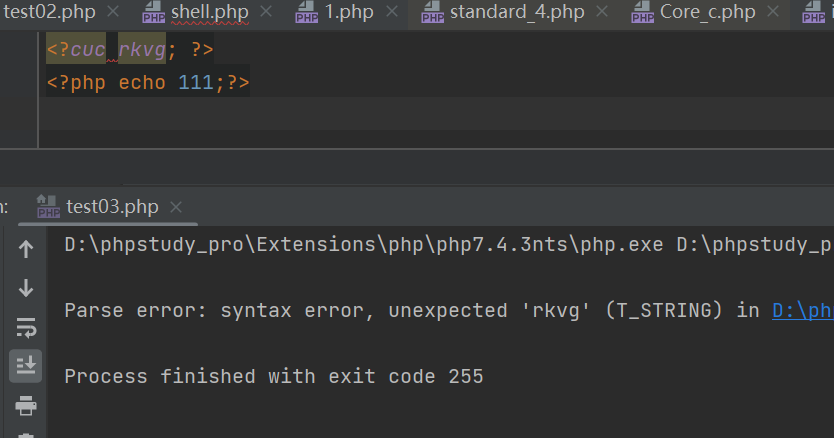 test02.php shell.php 1.php standard_4.php Core_c.php
<?cuc rkvg; ?>
<?php echo 111;?>
test03.php
D:\phpstudy_pro\Extensions\php\php7.4.3nts\php.exe D:\phpstudy_p
Parse error: syntax error, unexpected 'rkvg' (T_STRING) in D:\ph
Process finished with exit code 255